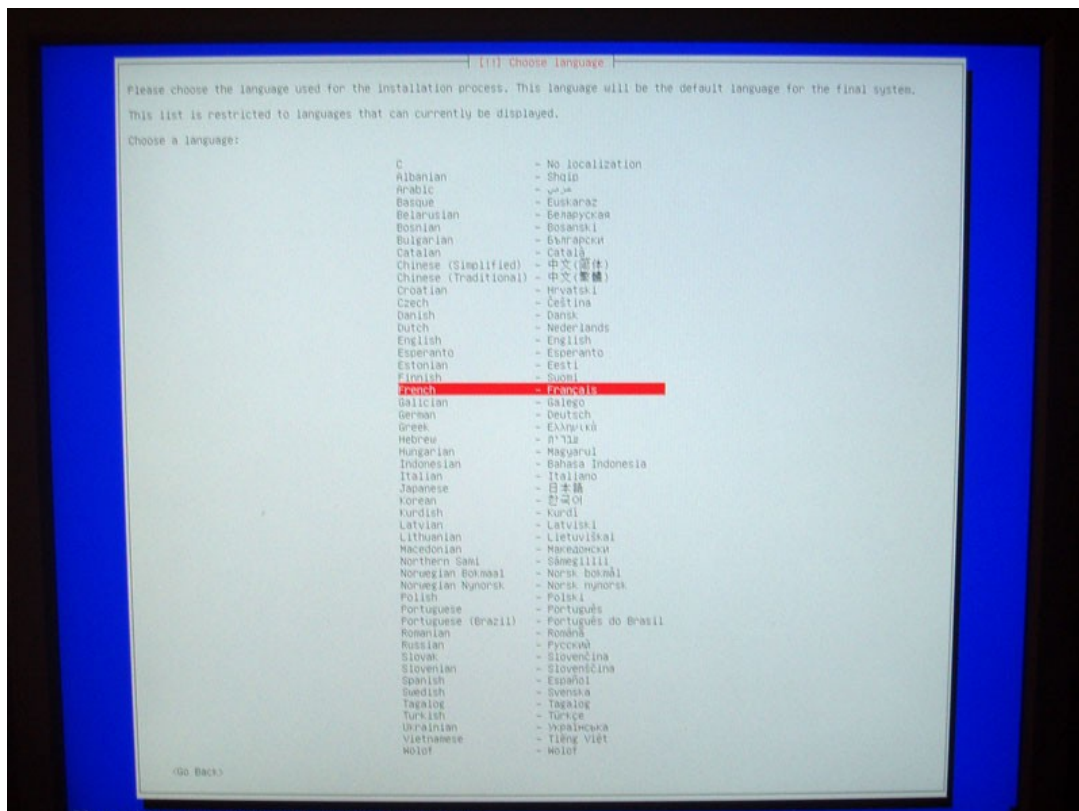 [!!] Choose language
Please choose the language used for the installation process. This language will be the default language for the final system.
This list is restricted to languages that can currently be displayed.
Choose a language:
C - No localization
Albanian - Shqip
Arabic - عربي
Basque - Euskaraz
Belarusian - Беларуская
Bosnian - Bosanski
Bulgarian - Български
Catalan - Català
Chinese (Simplified) - 中文(简体)
Chinese (Traditional) - 中文(繁體)
Croatian - Hrvatski
Czech - Čeština
Danish - Dansk
Dutch - Nederlands
English - English
Esperanto - Esperanto
Estonian - Eesti
Finnish - Suomi
French - Français
Galician - Galego
German - Deutsch
Greek - Ελληνικά
Hebrew - עברית
Hungarian - Magyarul
Indonesian - Bahasa Indonesia
Italian - Italiano
Japanese - 日本語
Korean - 한국어
Kurdish - Kurdî
Latvian - Latviski
Lithuanian - Lietuviškai
Macedonian - Македонски
Northern Sami - Sámegillii
Norwegian Bokmaal - Norsk bokmål
Norwegian Nynorsk - Norsk nynorsk
Polish - Polski
Portuguese - Português
Portuguese (Brazil) - Português do Brasil
Romanian - Română
Russian - Русский
Slovak - Slovenčina
Slovenian - Slovenščina
Spanish - Español
Swedish - Svenska
Tagalog - Tagalog
Turkish - Türkçe
Ukrainian - Українська
Vietnamese - Tiếng Việt
Wolof - Wolof
<Go Back>